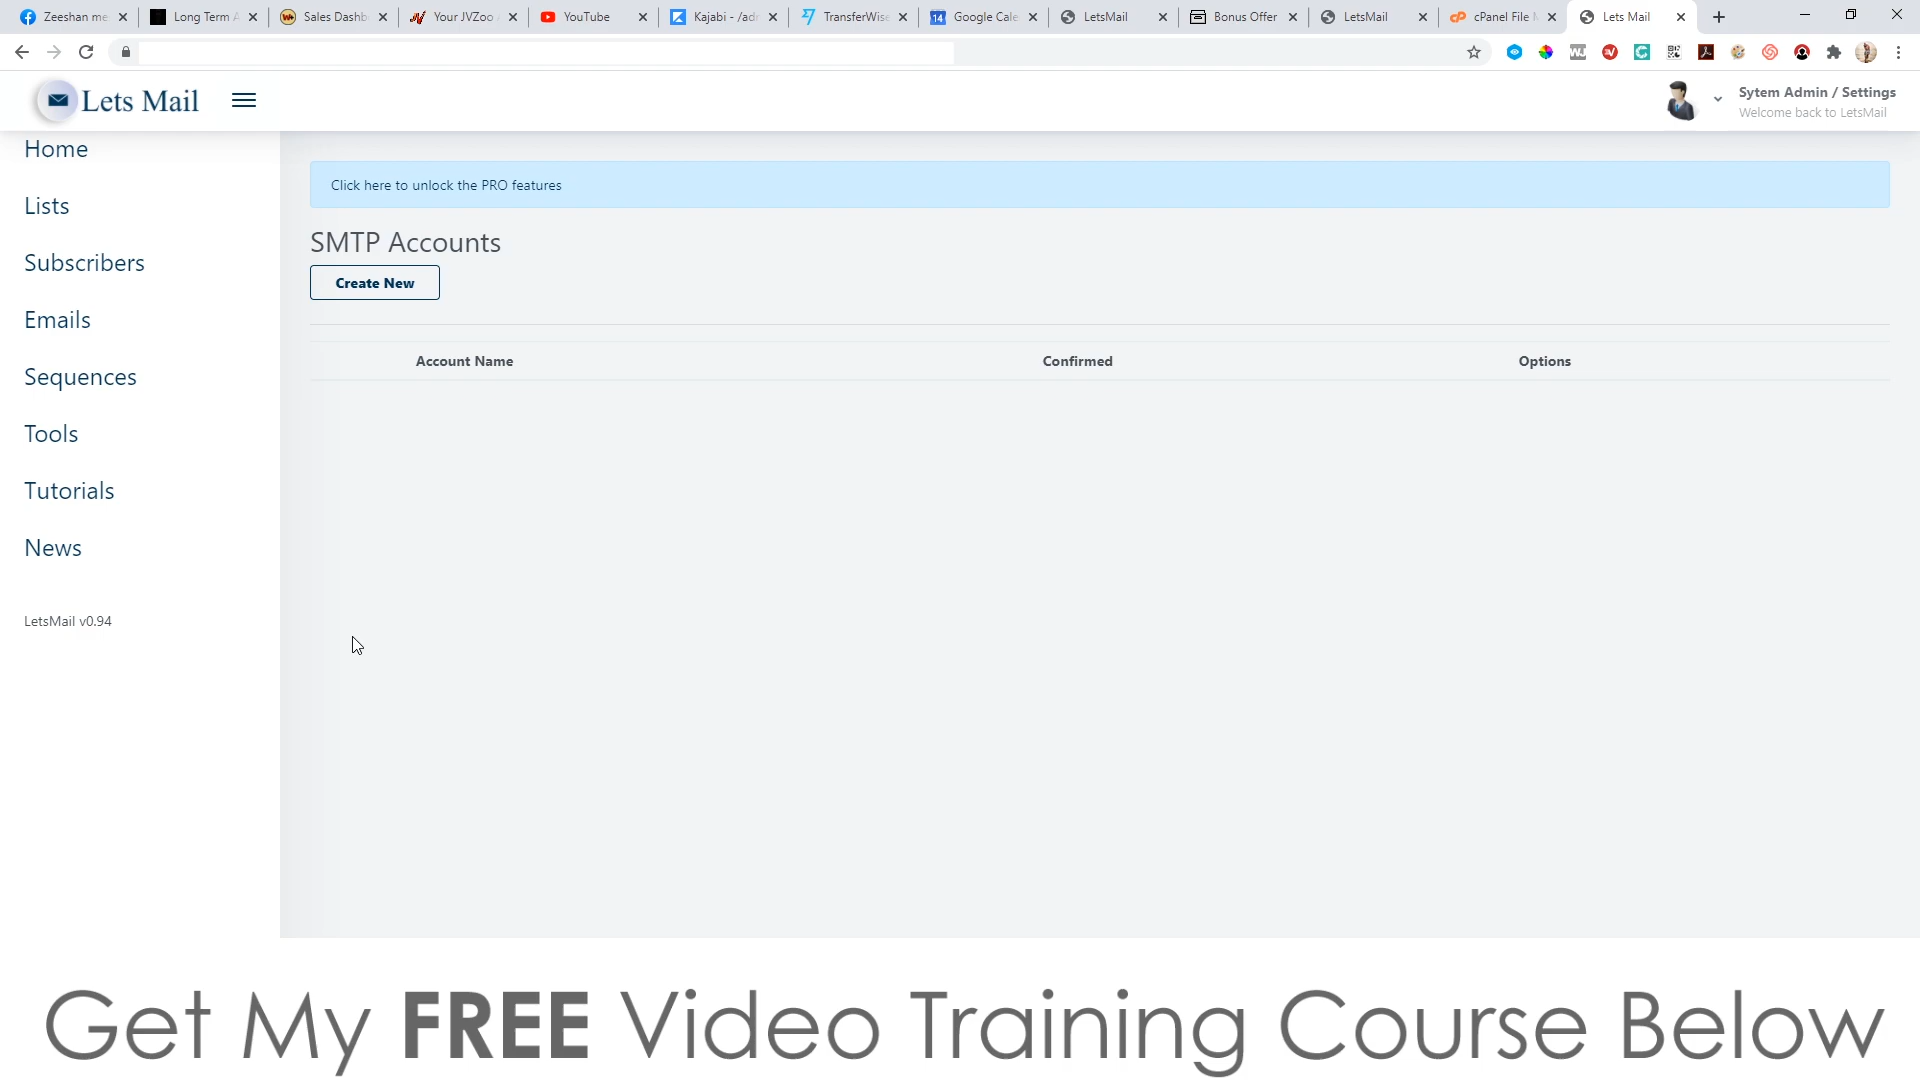 Zeeshan me
Long Term A
Sales Dashb
Your JVZoo
YouTube
Kajabi - /adn
TransferWise
14 Google Cale
LetsMail
Bonus Offer
LetsMail
cPanel File M
Lets Mail
Lets Mail
Sytem Admin / Settings
Welcome back to LetsMail
Home
Lists
Subscribers
Emails
Sequences
Tools
Tutorials
News
LetsMail v0.94
Click here to unlock the PRO features
SMTP Accounts
Create New
Account Name Confirmed Options
Get My FREE Video Training Course Below